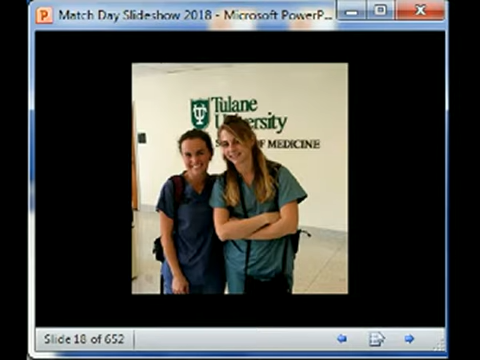 Match Day Slideshow 2018 - Microsoft PowerP...
Tulane
University
OF MEDICINE
Slide 18 of 652